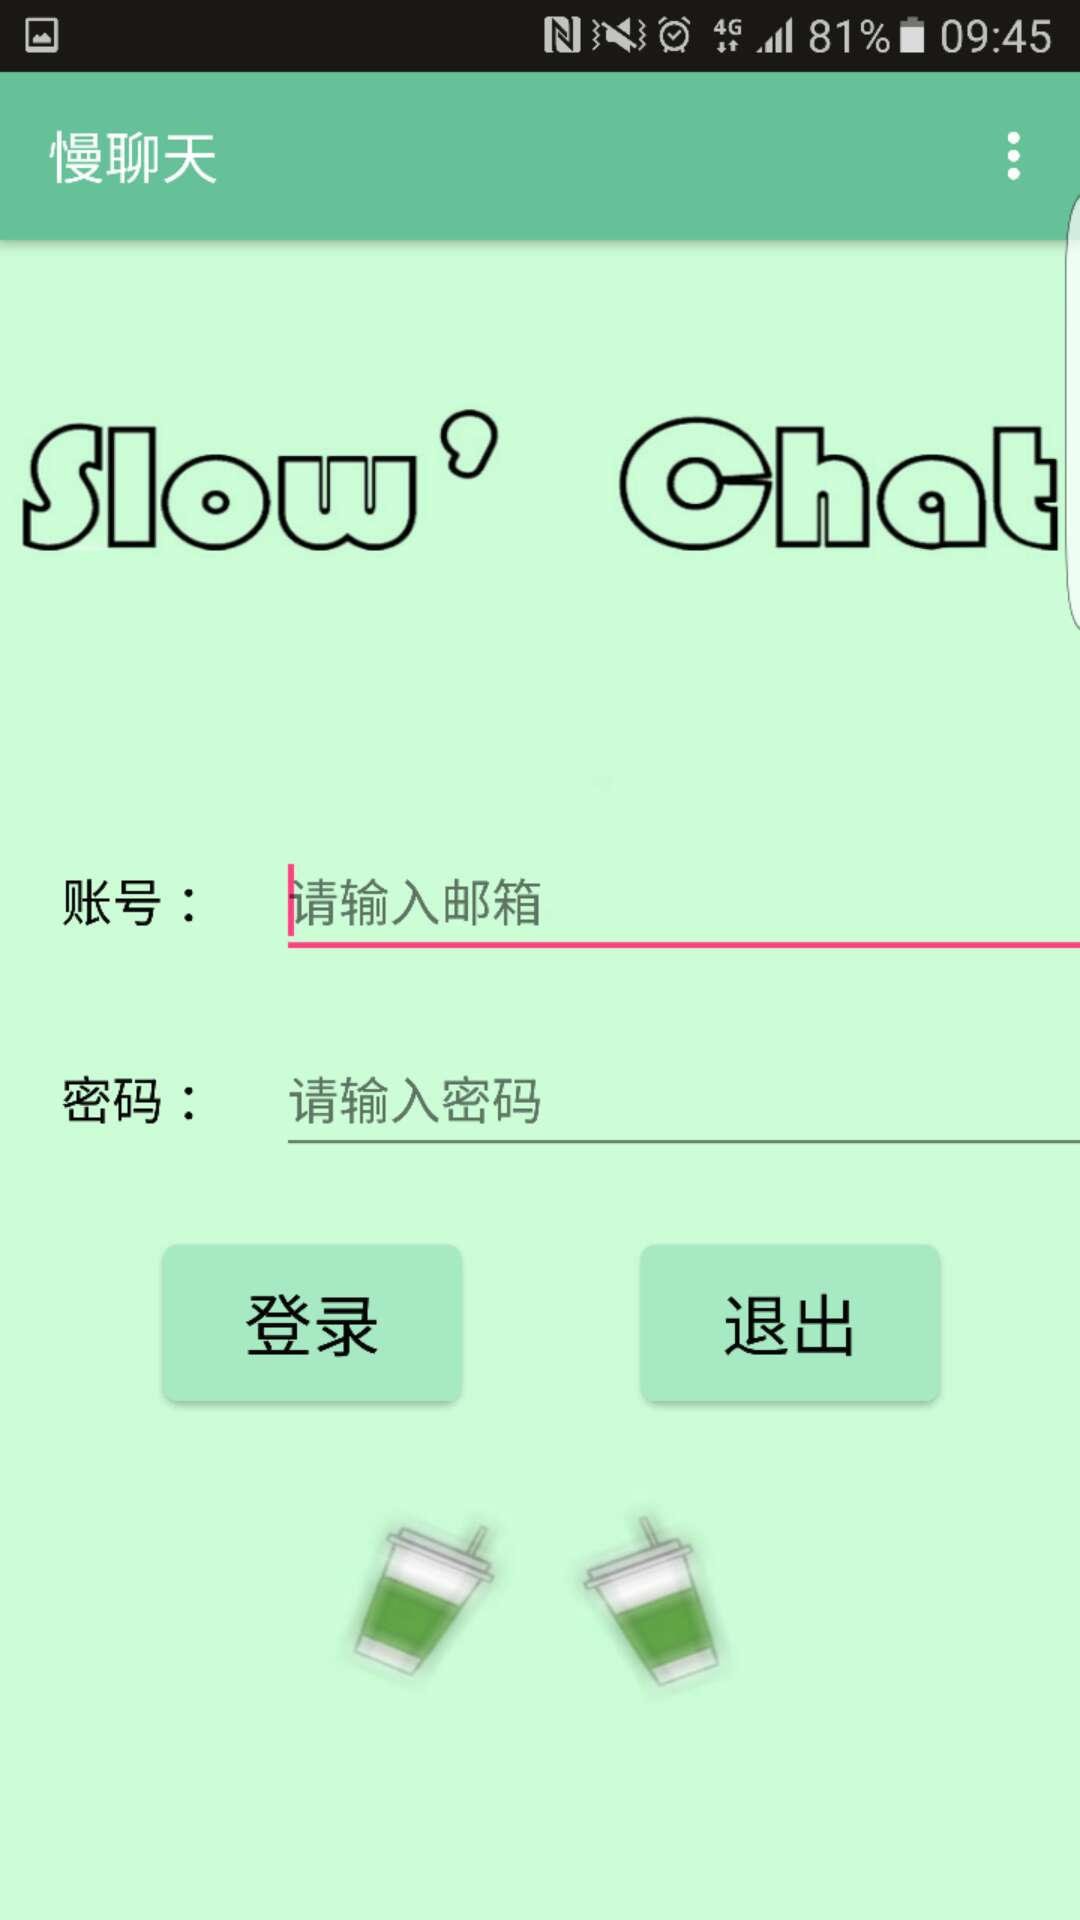 4G 81% 09:45
慢聊天
Slow’ Chat
账号： 请输入邮箱
密码： 请输入密码
登录 退出